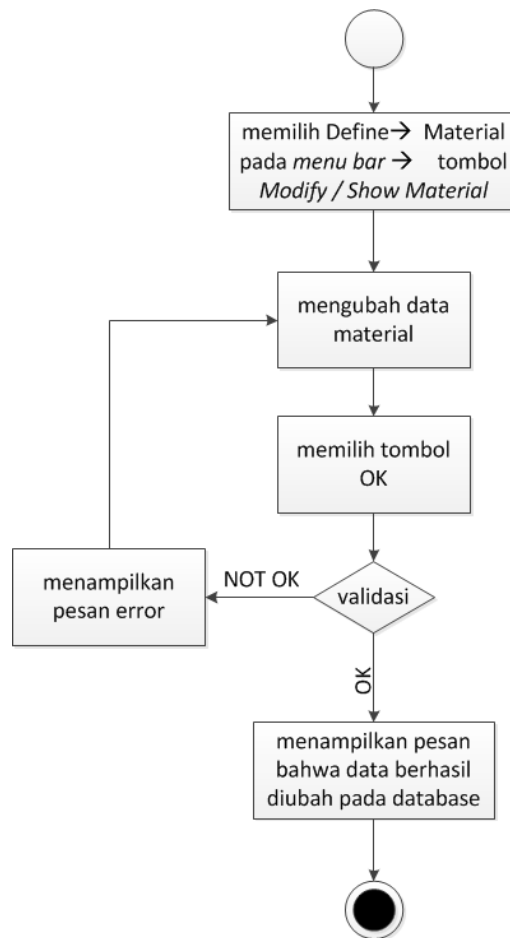 memilih Define→ Material
pada menu bar → tombol
Modify / Show Material
mengubah data
material
memilih tombol
OK
validasi
NOT OK
menampilkan
pesan error
OK
menampilkan pesan
bahwa data berhasil
diubah pada database